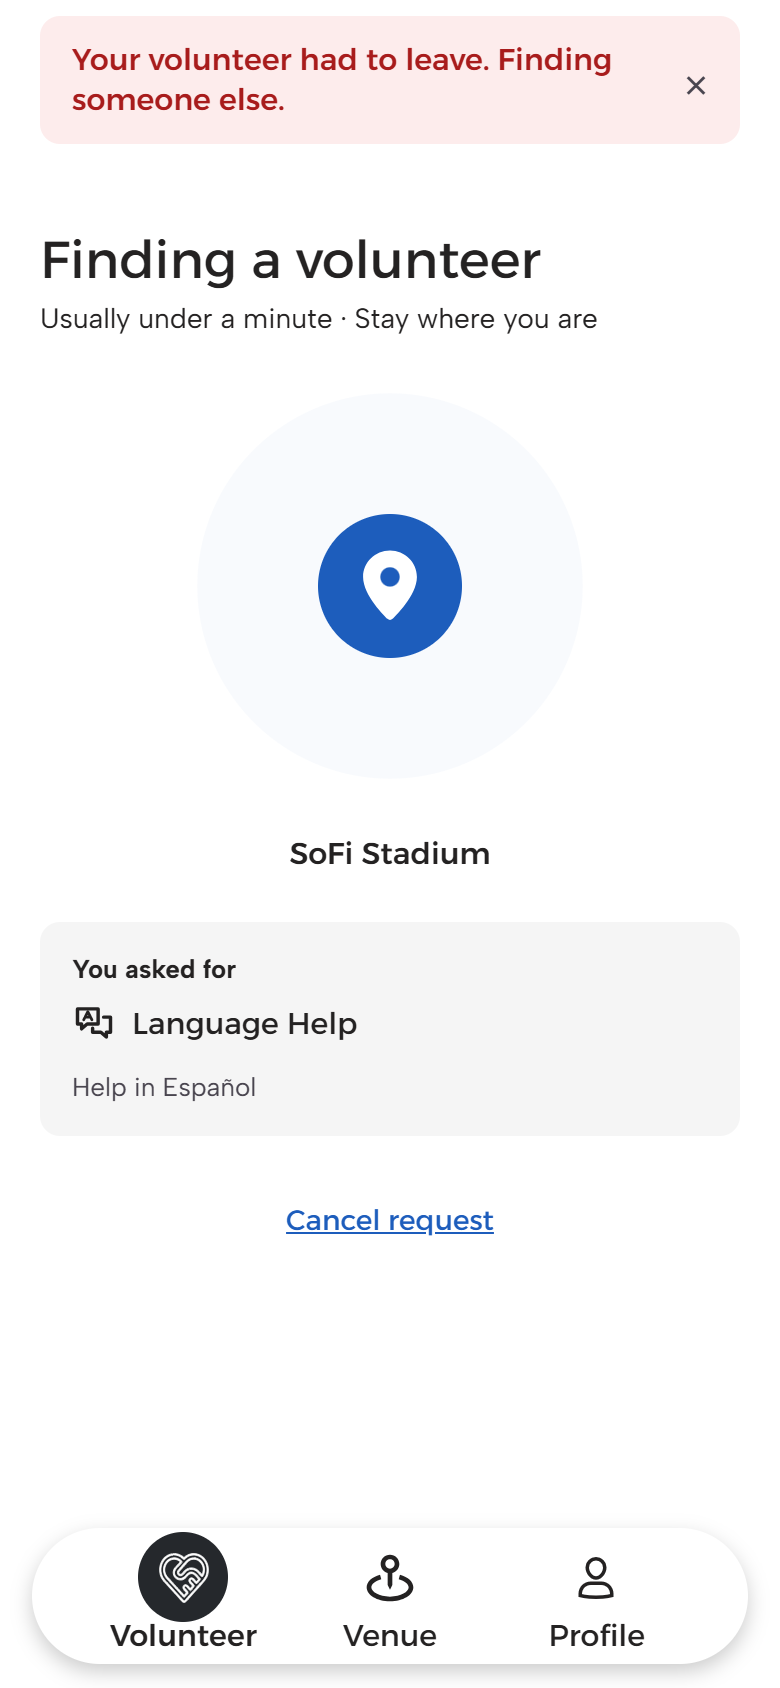 Your volunteer had to leave. Finding
someone else.
Finding a volunteer
Usually under a minute · Stay where you are
SoFi Stadium
You asked for
Language Help
Help in Español
Cancel request
Volunteer
Venue
Profile